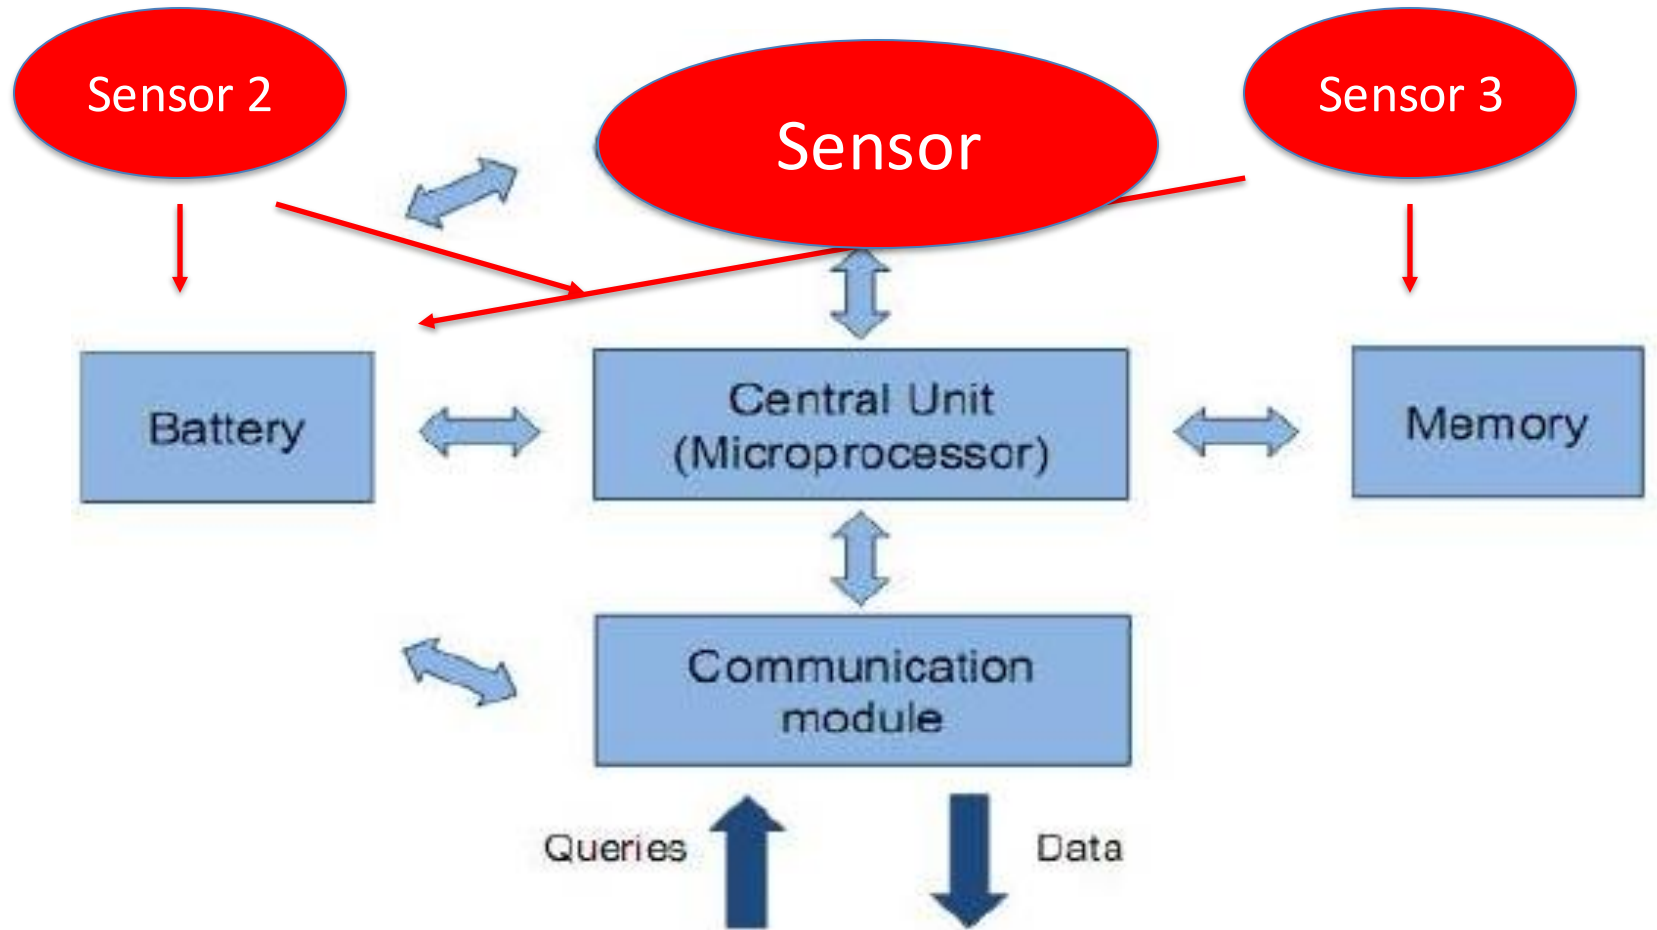 Sensor 2
Sensor
Sensor 3
Battery
Central Unit
(Microprocessor)
Memory
Communication
module
Queries
Data